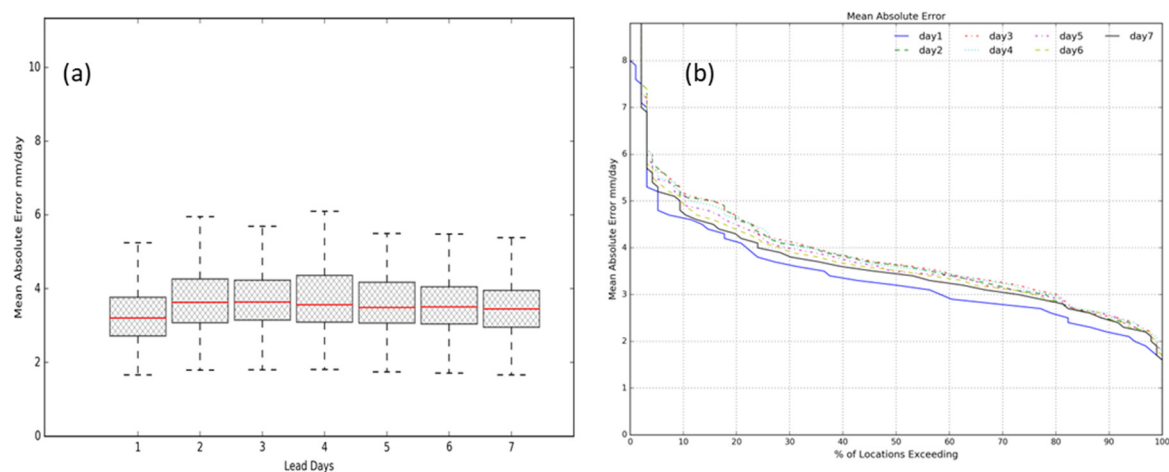 (a)
Mean Absolute Error mm/day
10
8
6
4
2
0
1 2 3 4 5 6 7
Lead Days
Mean Absolute Error
(b)
day1 day3 day5 day7
day2 day4 day6
Mean Absolute Error mm/day
8
7
6
5
4
3
2
1
0
0 10 20 30 40 50 60 70 80 90 100
% of Locations Exceeding